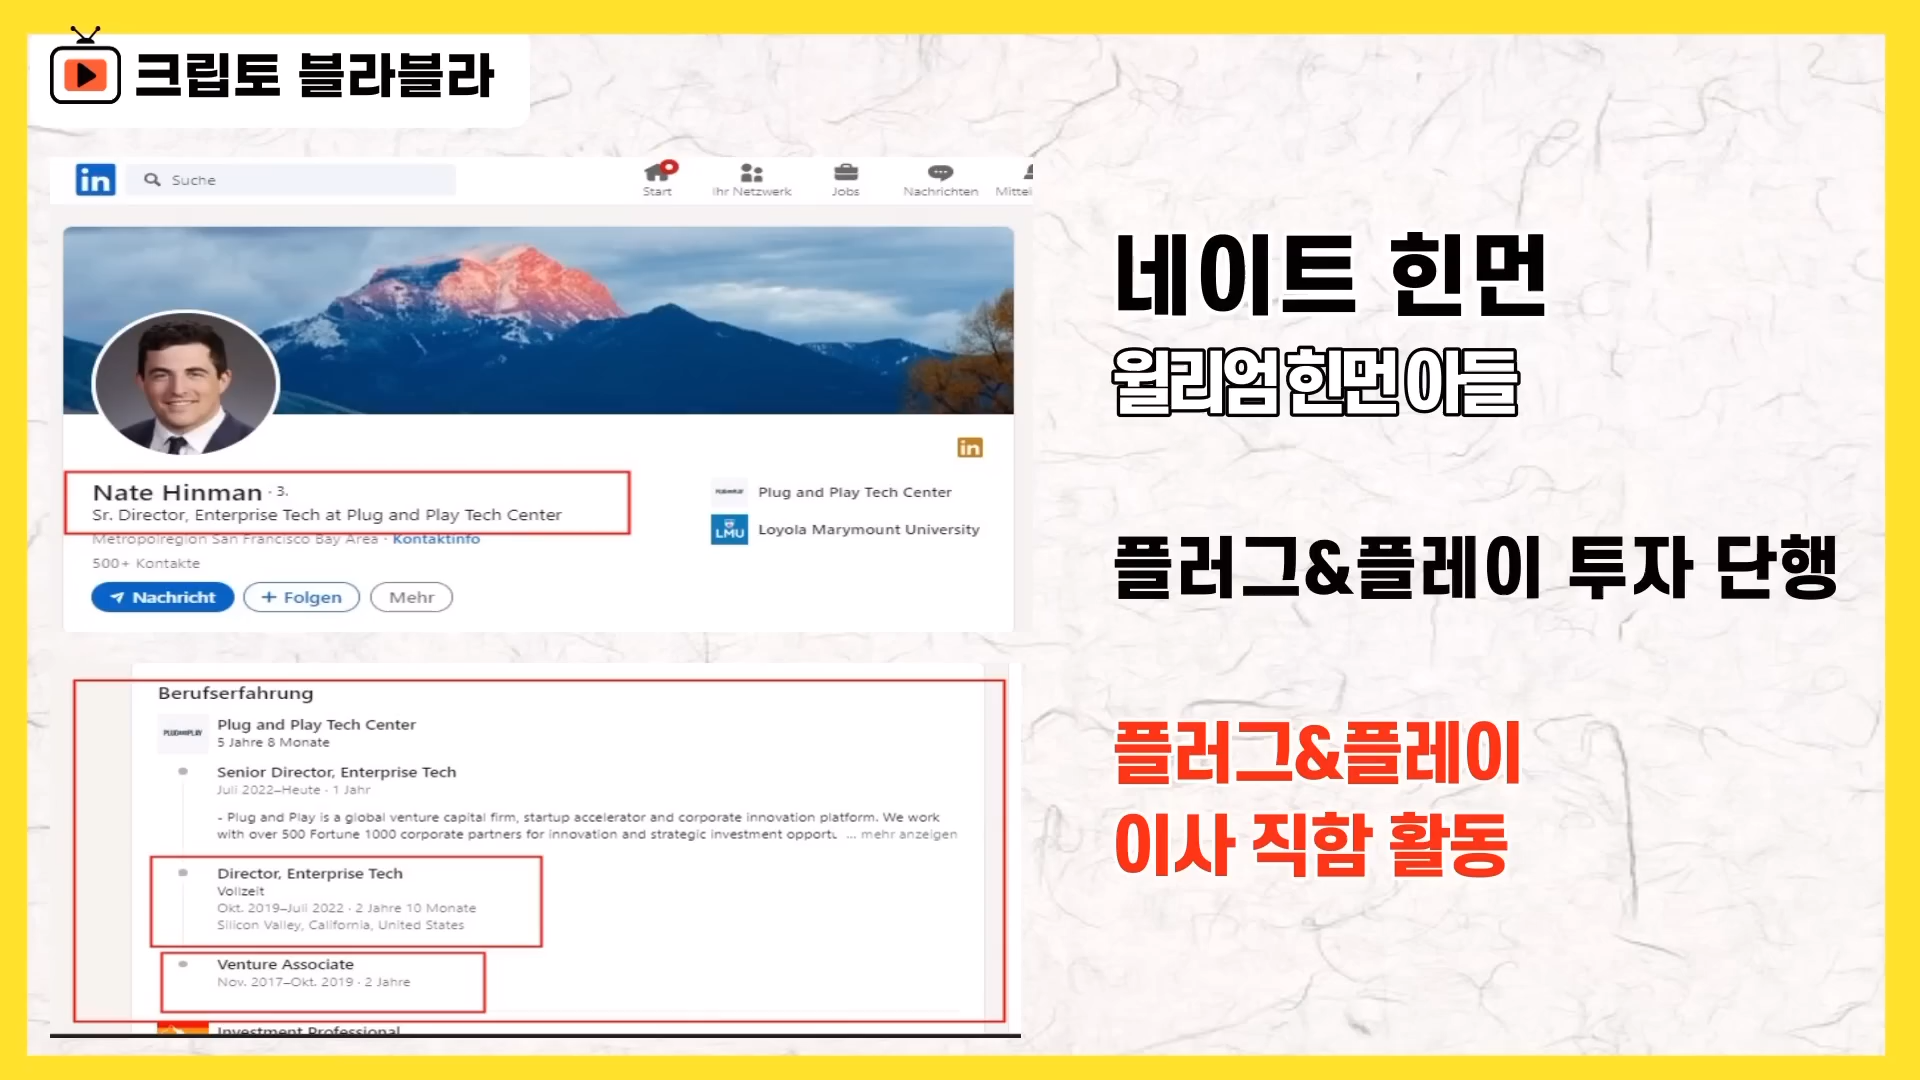 크립토 블라블라
in
Suche
Start
Ihr Netzwerk
Jobs
Nachrichten
in
Nate Hinman · 3.
Sr. Director, Enterprise Tech at Plug and Play Tech Center
Metropolregion San Francisco Bay Area · Kontaktinfo
500+ Kontakte
Nachricht
+ Folgen
Mehr
Plug and Play Tech Center
LMU
Loyola Marymount University
Berufserfahrung
PLUGANDPLAY
Plug and Play Tech Center
5 Jahre 8 Monate
Senior Director, Enterprise Tech
Juli 2022–Heute · 1 Jahr
- Plug and Play is a global venture capital firm, startup accelerator and corporate innovation platform. We work
with over 500 Fortune 1000 corporate partners for innovation and strategic investment opportu ... mehr anzeigen
Director, Enterprise Tech
Vollzeit
Okt. 2019–Juli 2022 · 2 Jahre 10 Monate
Silicon Valley, California, United States
Venture Associate
Nov. 2017–Okt. 2019 · 2 Jahre
Investment Professional
네이트 힌먼
윌리엄 힌먼 아들
플러그&플레이 투자 단행
플러그&플레이
이사 직함 활동